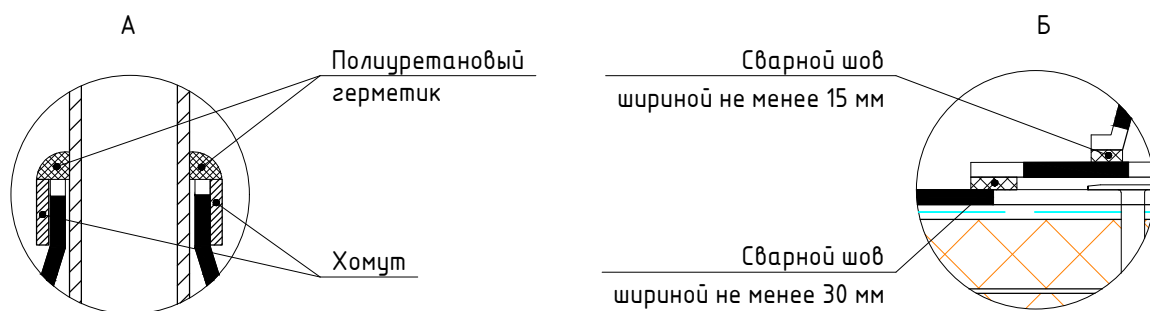 А
Полиуретановый
герметик
Хомут
Б
Сварной шов
шириной не менее 15 мм
Сварной шов
шириной не менее 30 мм